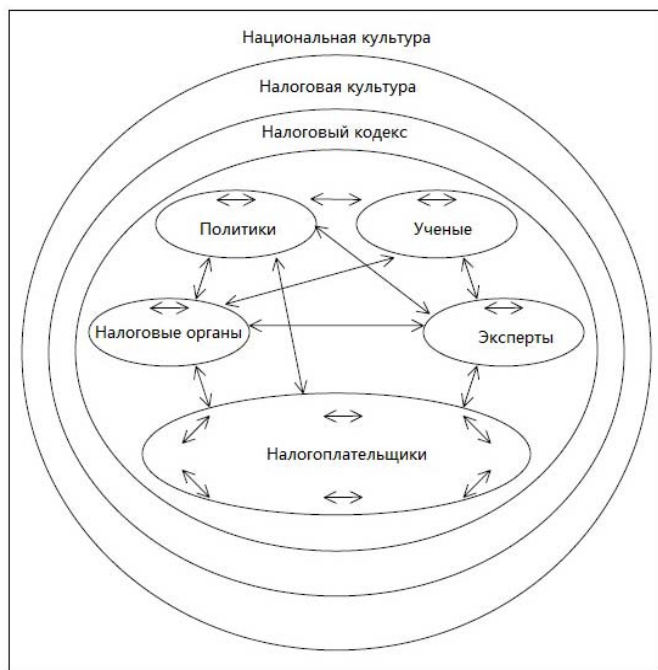 Национальная культура
Налоговая культура
Налоговый кодекс
Политики
Ученые
Налоговые органы
Эксперты
Налогоплательщики